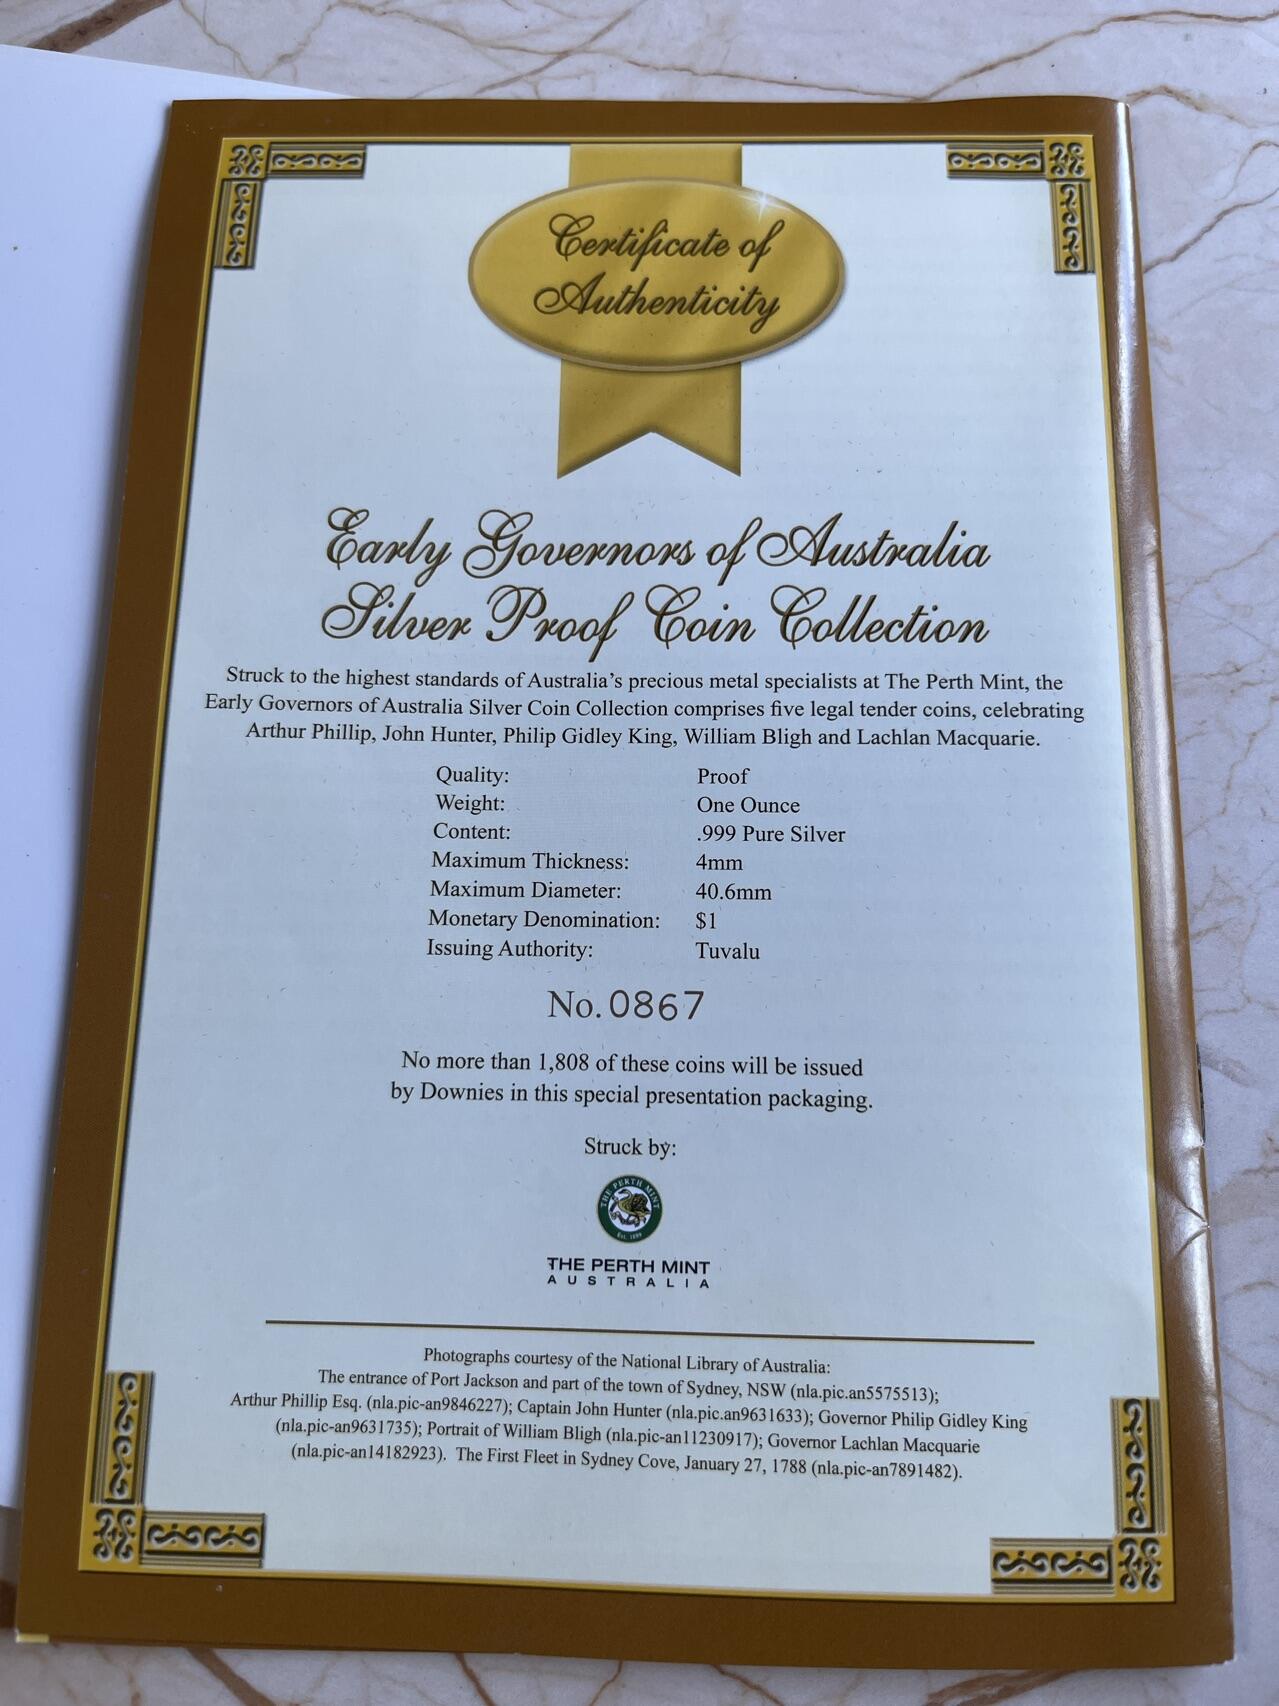 Certificate of
Authenticity
Early Governors of Australia
Silver Proof Coin Collection
Struck to the highest standards of Australia's precious metal specialists at The Perth Mint, the
Early Governors of Australia Silver Coin Collection comprises five legal tender coins, celebrating
Arthur Phillip, John Hunter, Philip Gidley King, William Bligh and Lachlan Macquarie.
Quality: Proof
Weight: One Ounce
Content: .999 Pure Silver
Maximum Thickness: 4mm
Maximum Diameter: 40.6mm
Monetary Denomination: $1
Issuing Authority: Tuvalu
No. 0867
No more than 1,808 of these coins will be issued
by Downies in this special presentation packaging.
Struck by:
THE PERTH MINT
Est. 1899
THE PERTH MINT
AUSTRALIA
Photographs courtesy of the National Library of Australia:
The entrance of Port Jackson and part of the town of Sydney, NSW (nla.pic.an5575513);
Arthur Phillip Esq. (nla.pic-an9846227); Captain John Hunter (nla.pic.an9631633); Governor Philip Gidley King
(nla.pic-an9631735); Portrait of William Bligh (nla.pic-an11230917); Governor Lachlan Macquarie
(nla.pic-an14182923). The First Fleet in Sydney Cove, January 27, 1788 (nla.pic-an7891482).